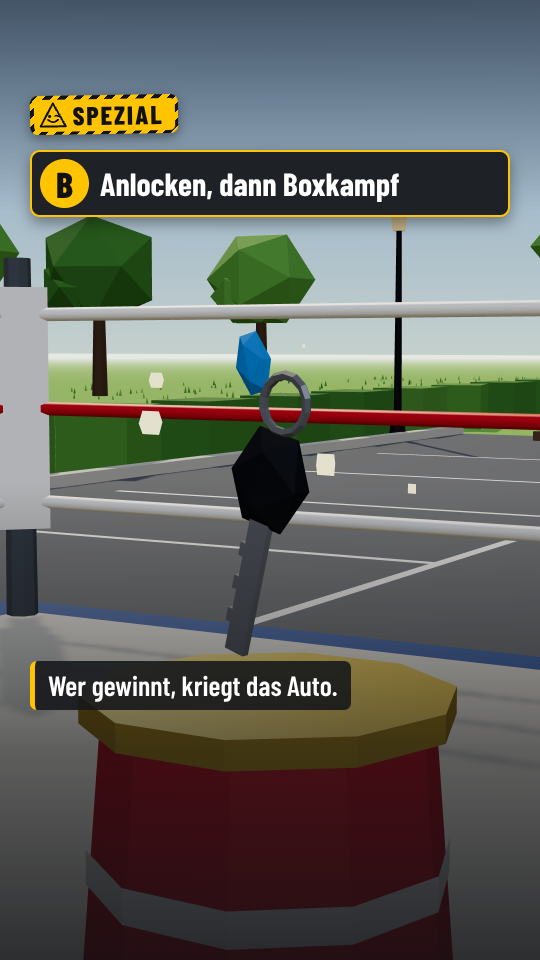 SPEZIAL
B Anlocken, dann Boxkampf
Wer gewinnt, kriegt das Auto.